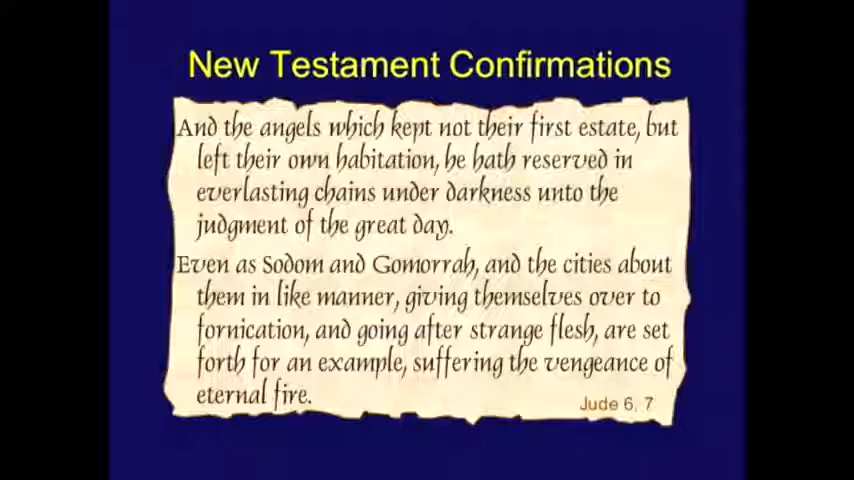 New Testament Confirmations
And the angels which kept not their first estate, but
left their own habitation, he hath reserved in
everlasting chains under darkness unto the
judgment of the great day.
Even as Sodom and Gomorrah, and the cities about
them in like manner, giving themselves over to
fornication, and going after strange flesh, are set
forth for an example, suffering the vengeance of
eternal fire.
Jude 6, 7